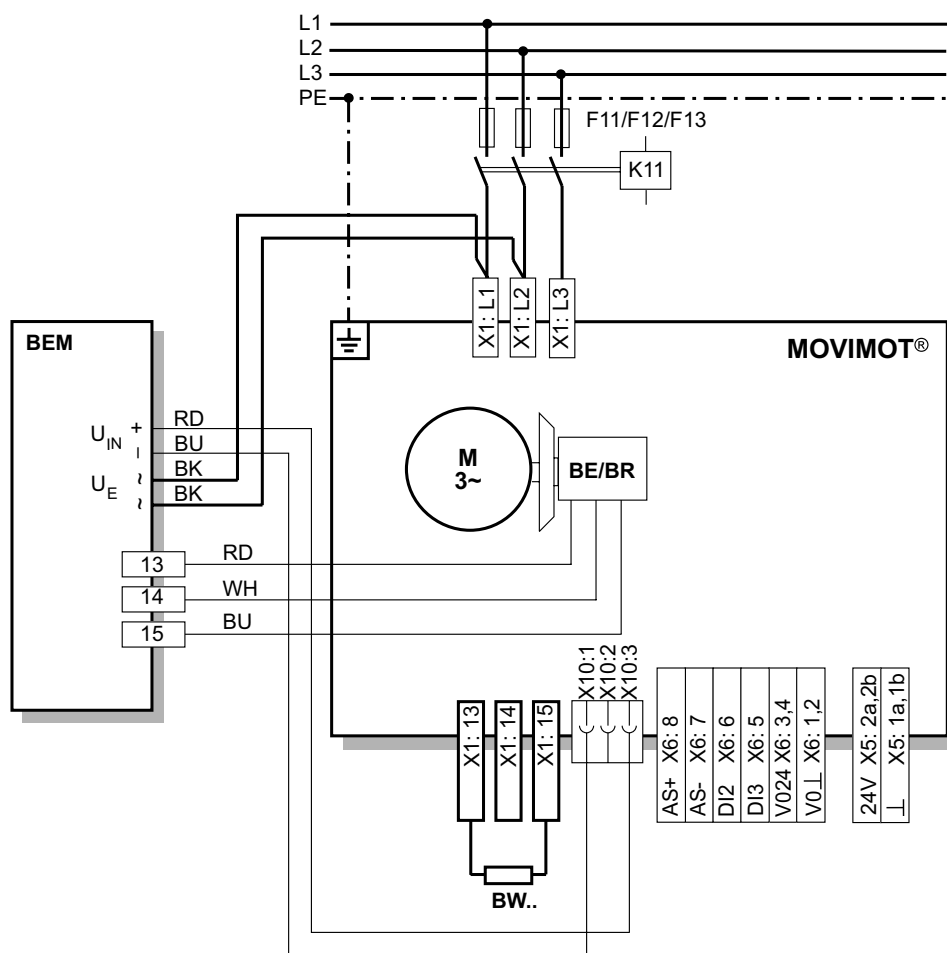 L1
L2
L3
PE
F11/F12/F13
K11
X1: L1
X1: L2
X1: L3
BEM
MOVIMOT®
UIN + −
RD
BU
UE ~ ~
BK
BK
M
3~
BE/BR
13
RD
14
WH
15
BU
X10:1
X10:2
X10:3
X1: 13
X1: 14
X1: 15
AS+ X6: 8
AS- X6: 7
DI2 X6: 6
DI3 X6: 5
V024 X6: 3,4
V0⊥ X6: 1,2
24V X5: 2a,2b
⊥ X5: 1a,1b
BW..